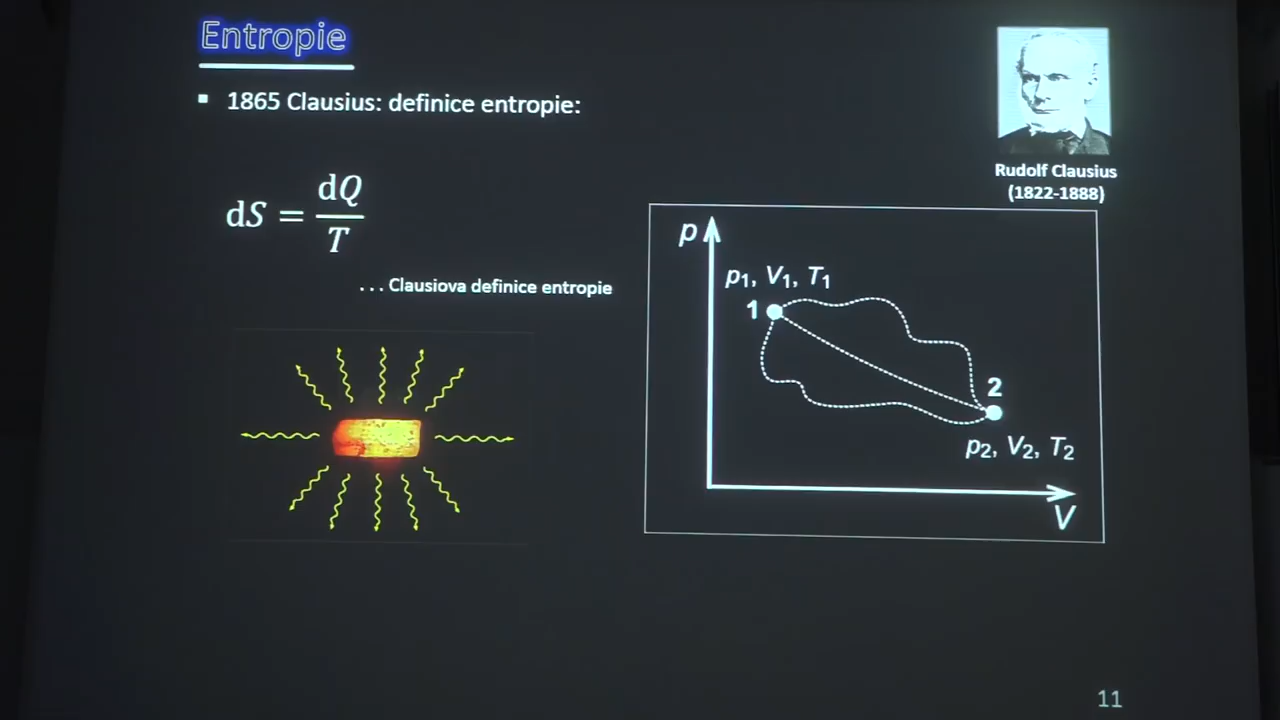 Entropie
▪ 1865 Clausius: definice entropie:
dS = dQ/T
...Clausiova definice entropie
Rudolf Clausius
(1822-1888)
p
p₁, V₁, T₁
1
2
p₂, V₂, T₂
V
11